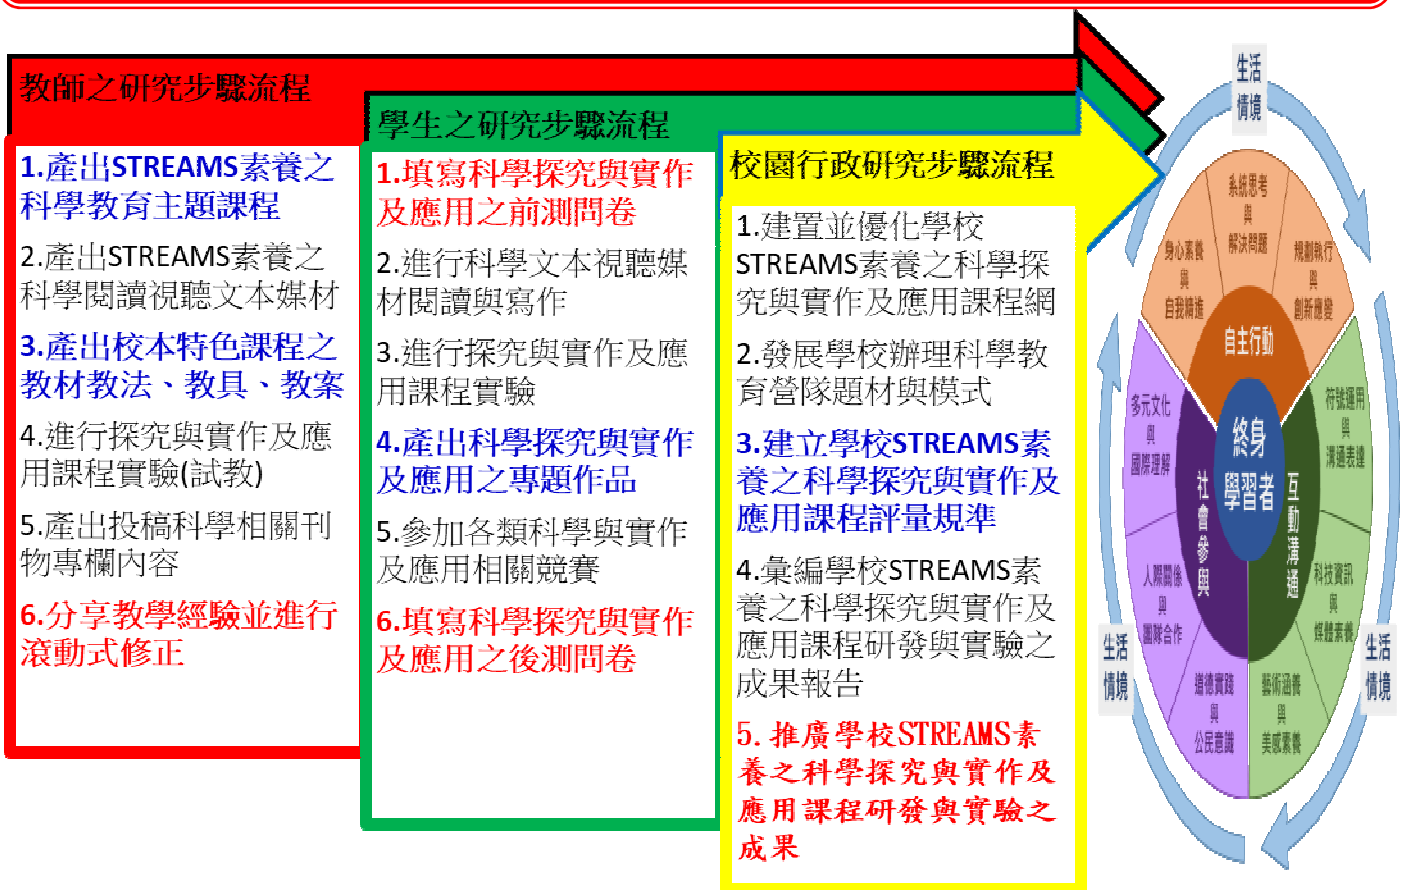 教師之研究步驟流程
1.產出STREAMS素養之
科學教育主題課程
2.產出STREAMS素養之
科學閱讀視聽文本媒材
3.產出校本特色課程之
教材教法、教具、教案
4.進行探究與實作及應
用課程實驗(試教)
5.產出投稿科學相關刊
物專欄內容
6.分享教學經驗並進行
滾動式修正
學生之研究步驟流程
1.填寫科學探究與實作
及應用之前測問卷
2.進行科學文本視聽媒
材閱讀與寫作
3.進行探究與實作及應
用課程實驗
4.產出科學探究與實作
及應用之專題作品
5.參加各類科學與實作
及應用相關競賽
6.填寫科學探究與實作
及應用之後測問卷
校園行政研究步驟流程
1.建置並優化學校
STREAMS素養之科學探
究與實作及應用課程網
2.發展學校辦理科學教
育營隊題材與模式
3.建立學校STREAMS素
養之科學探究與實作及
應用課程評量規準
4.彙編學校STREAMS素
養之科學探究與實作及
應用課程研發與實驗之
成果報告
5.推廣學校STREAMS素
養之科學探究與實作及
應用課程研發與實驗之
成果
生活
情境
系統思考
與
解決問題
身心素養
與
自我精進
規劃執行
與
創新應變
自主行動
多元文化
與
國際理解
符號運用
與
溝通表達
終身
學習者
社會參與
互動溝通
人際關係
與
團隊合作
科技資訊
與
媒體素養
道德實踐
與
公民意識
藝術涵養
與
美感素養
生活
情境
生活
情境